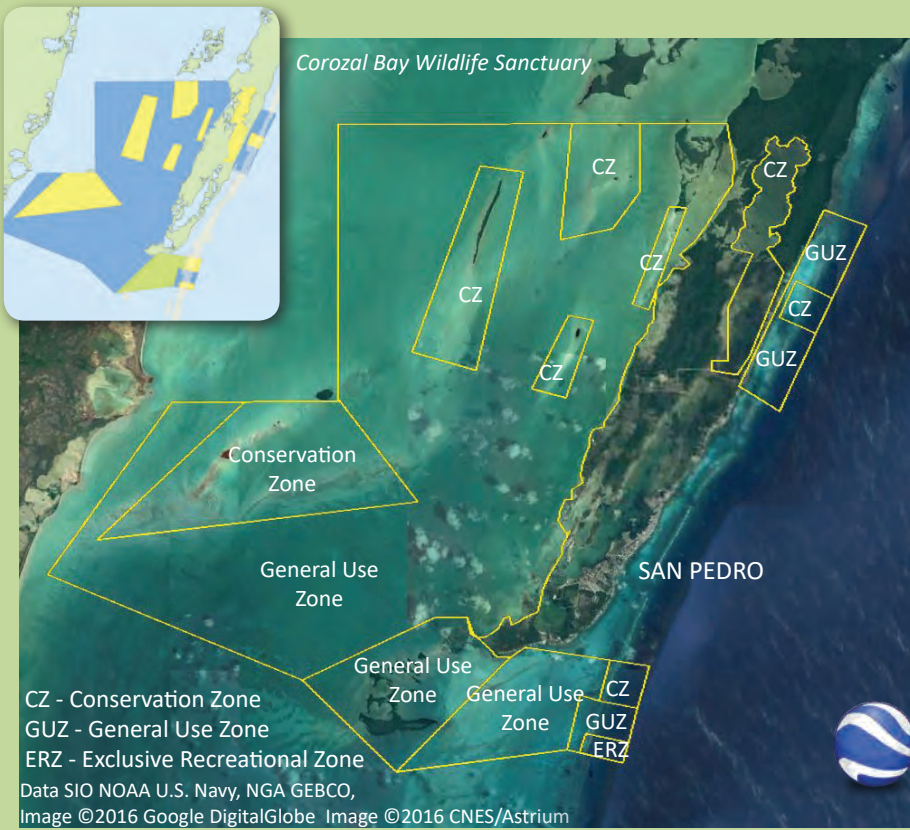 Corozal Bay Wildlife Sanctuary
CZ
CZ
GUZ
CZ
CZ
CZ
GUZ
CZ
Conservation
Zone
General Use
Zone
SAN PEDRO
General Use
Zone
General Use
Zone
CZ
GUZ
ERZ
CZ - Conservation Zone
GUZ - General Use Zone
ERZ - Exclusive Recreational Zone
Data SIO NOAA U.S. Navy, NGA GEBCO,
Image ©2016 Google DigitalGlobe Image ©2016 CNES/Astrium